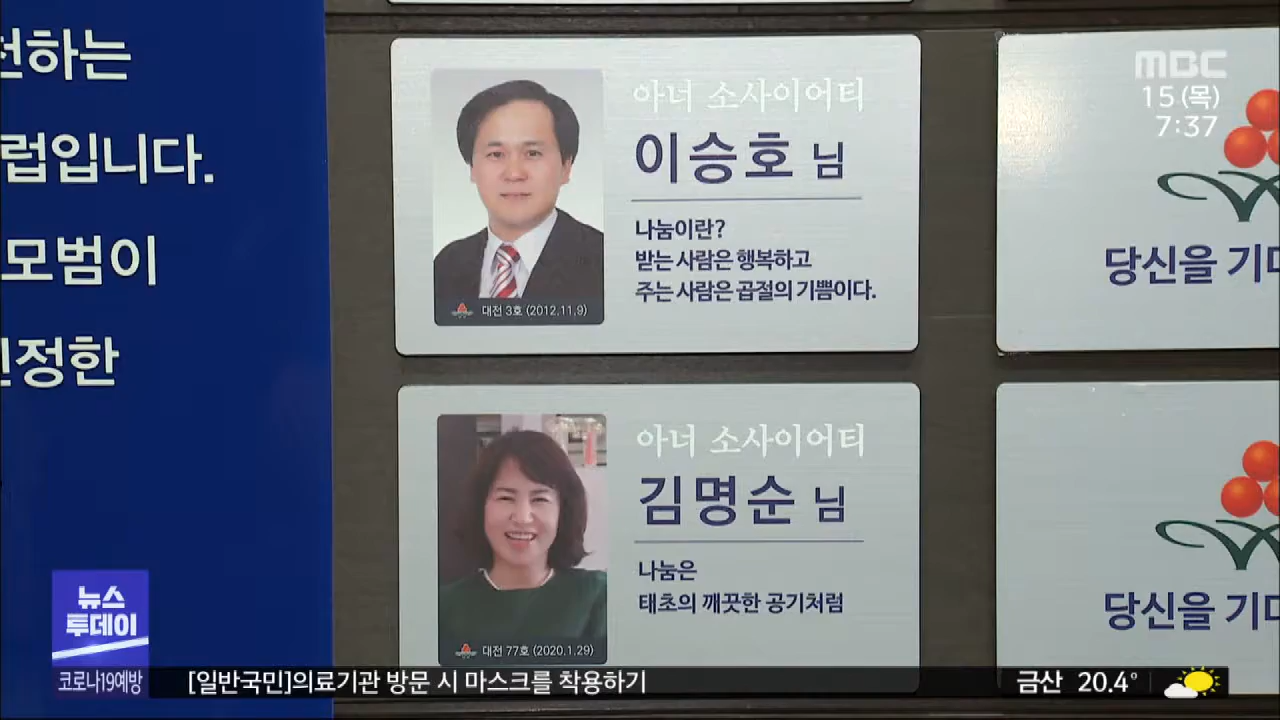 천하는
럽입니다.
모범이
정한
아너 소사이어티
이승호 님
나눔이란?
받는 사람은 행복하고
주는 사람은 곱절의 기쁨이다.
대전 3호 (2012.11.9)
아너 소사이어티
김명순 님
나눔은
태초의 깨끗한 공기처럼
대전 77호 (2020.1.29)
당신을 기
당신을 기
MBC
15 (목)
7:37
뉴스
투데이
코로나19예방
[일반국민]의료기관 방문 시 마스크를 착용하기
금산 20.4°